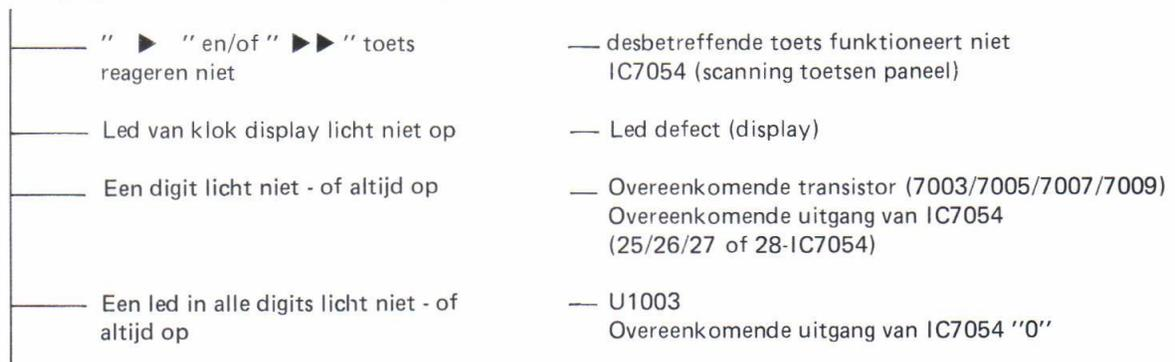 " ▶ " en/of " ▶▶ " toets
reageren niet
— desbetreffende toets funktioneert niet
IC7054 (scanning toetsen paneel)
Led van klok display licht niet op
— Led defect (display)
Een digit licht niet - of altijd op
— Overeenkomende transistor (7003/7005/7007/7009)
Overeenkomende uitgang van IC7054
(25/26/27 of 28-IC7054)
Een led in alle digits licht niet - of
altijd op
— U1003
Overeenkomende uitgang van IC7054 "0"